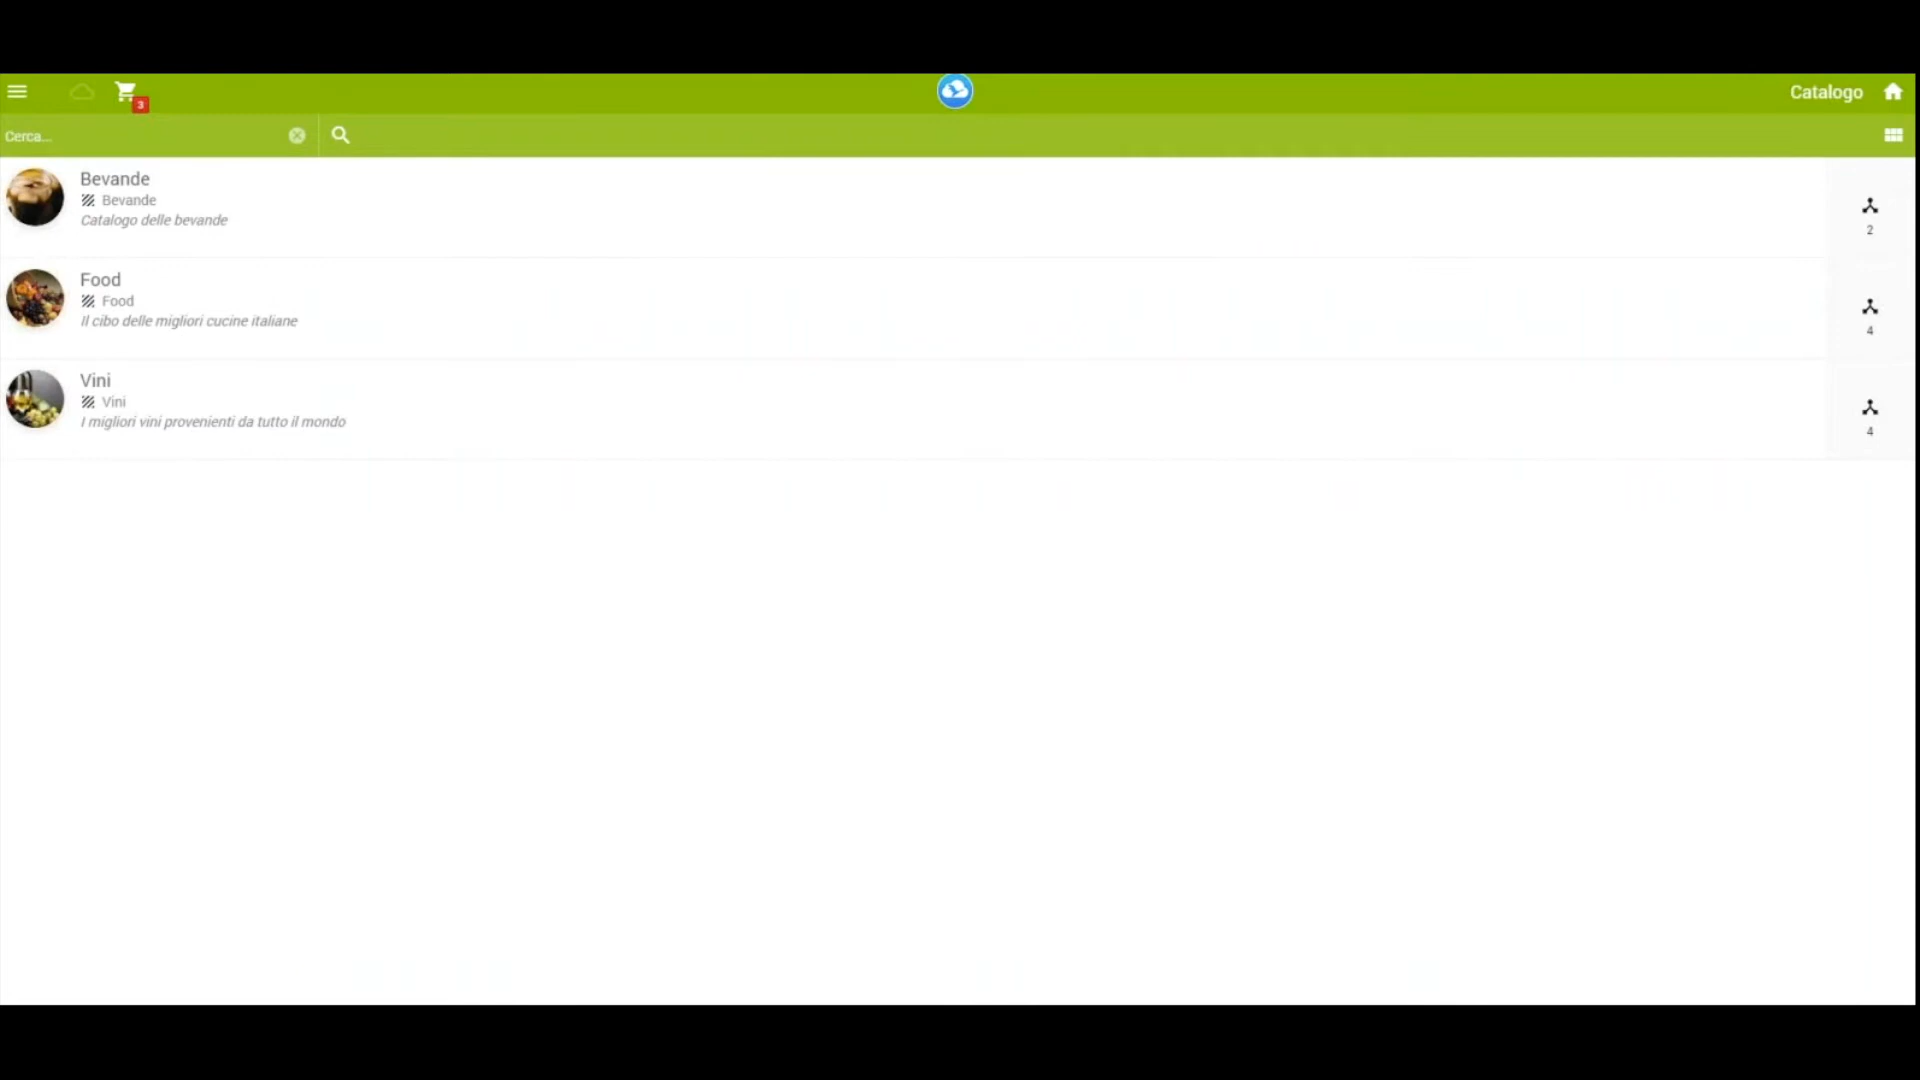 3
Catalogo
Cerca...
Bevande
Bevande
Catalogo delle bevande
2
Food
Food
Il cibo delle migliori cucine italiane
4
Vini
Vini
I migliori vini provenienti da tutto il mondo
4